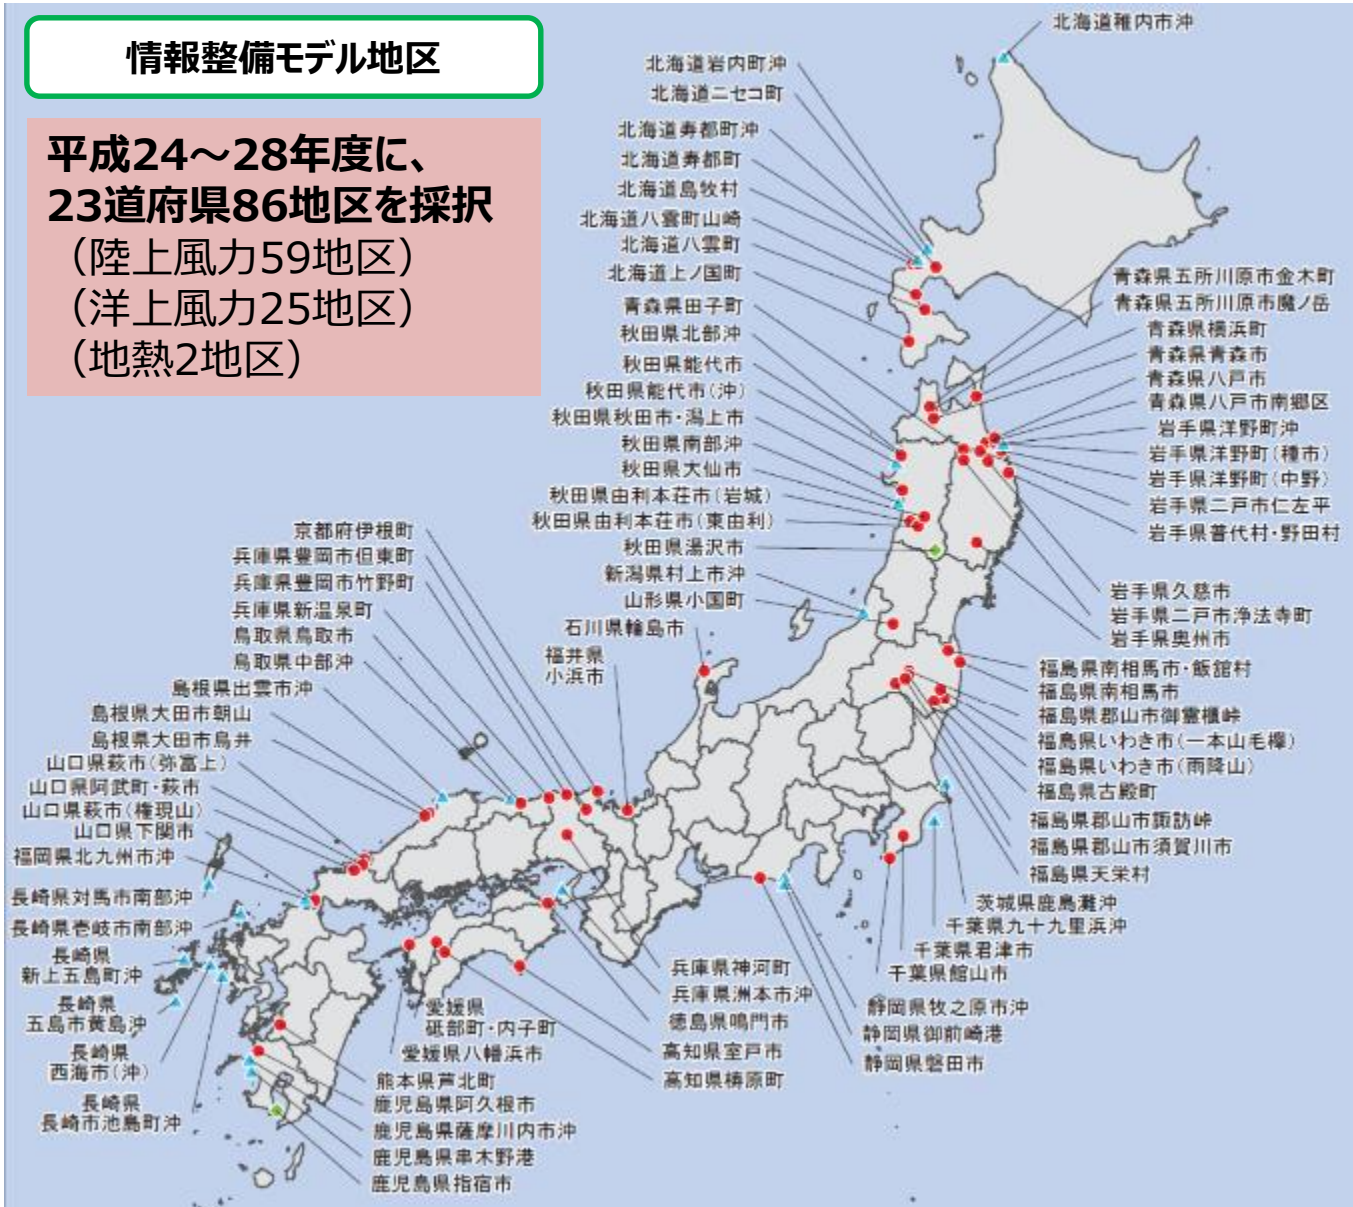 情報整備モデル地区
平成24～28年度に、
23道府県86地区を採択
（陸上風力59地区）
（洋上風力25地区）
（地熱2地区）
北海道稚内市沖
北海道岩内町沖
北海道ニセコ町
北海道寿都町沖
北海道寿都町
北海道島牧村
北海道八雲町山崎
北海道八雲町
北海道上ノ国町
青森県田子町
秋田県北部沖
秋田県能代市
秋田県能代市(沖)
秋田県秋田市・潟上市
秋田県南部沖
秋田県大仙市
秋田県由利本荘市(岩城)
秋田県由利本荘市(東由利)
秋田県湯沢市
新潟県村上市沖
山形県小国町
石川県輪島市
福井県
小浜市
青森県五所川原市金木町
青森県五所川原市魔ノ岳
青森県横浜町
青森県青森市
青森県八戸市
青森県八戸市南郷区
岩手県洋野町沖
岩手県洋野町(種市)
岩手県洋野町(中野)
岩手県二戸市仁左平
岩手県普代村・野田村
岩手県久慈市
岩手県二戸市浄法寺町
岩手県奥州市
福島県南相馬市・飯舘村
福島県南相馬市
福島県郡山市御霊櫃峠
福島県いわき市(一本山毛欅)
福島県いわき市(雨降山)
福島県古殿町
福島県郡山市諏訪峠
福島県郡山市須賀川市
福島県天栄村
茨城県鹿島灘沖
千葉県九十九里浜沖
千葉県君津市
千葉県館山市
静岡県牧之原市沖
静岡県御前崎港
静岡県磐田市
京都府伊根町
兵庫県豊岡市但東町
兵庫県豊岡市竹野町
兵庫県新温泉町
鳥取県鳥取市
鳥取県中部沖
島根県出雲市沖
島根県大田市朝山
島根県大田市鳥井
山口県萩市(弥富上)
山口県阿武町・萩市
山口県萩市(権現山)
山口県下関市
福岡県北九州市沖
長崎県対馬市南部沖
長崎県壱岐市南部沖
長崎県
新上五島町沖
長崎県
五島市黄島沖
長崎県
西海市(沖)
長崎県
長崎市池島町沖
兵庫県神河町
兵庫県洲本市沖
徳島県鳴門市
高知県室戸市
高知県梼原町
愛媛県
砥部町・内子町
愛媛県八幡浜市
熊本県芦北町
鹿児島県阿久根市
鹿児島県薩摩川内市沖
鹿児島県串木野港
鹿児島県指宿市